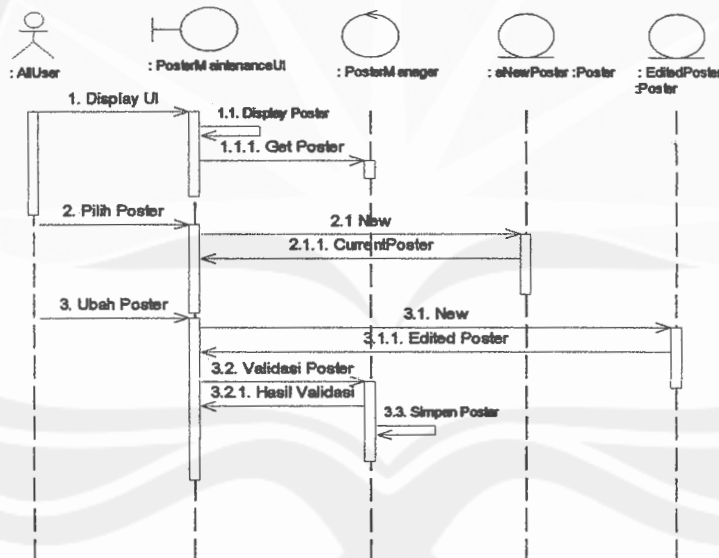 : AllUser
: PosterMaintenanceUI
: PosterManager
: aNewPoster :Poster
: EditedPoster
:Poster
1. Display UI
1.1. Display Poster
1.1.1. Get Poster
2. Pilih Poster
2.1 New
2.1.1. CurrentPoster
3. Ubah Poster
3.1. New
3.1.1. Edited Poster
3.2. Validasi Poster
3.2.1. Hasil Validasi
3.3. Simpan Poster